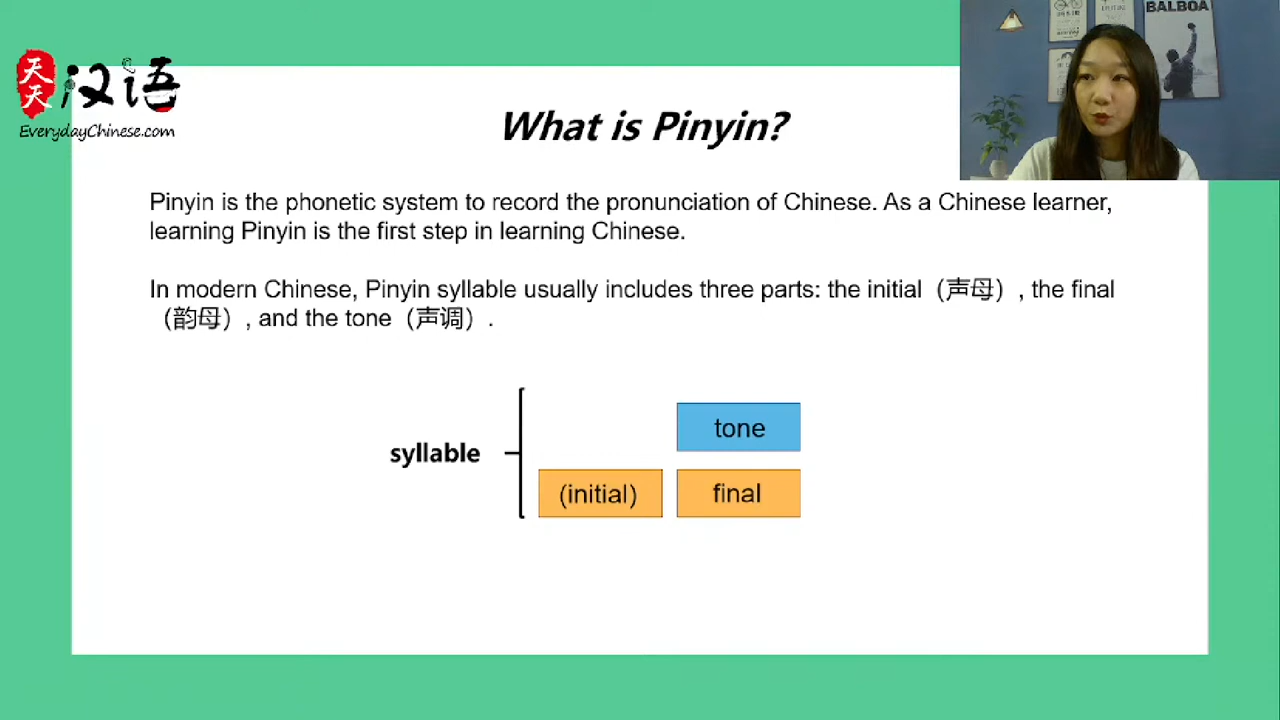 天天汉语
EverydayChinese.com
BALBOA
What is Pinyin?
Pinyin is the phonetic system to record the pronunciation of Chinese. As a Chinese learner,
learning Pinyin is the first step in learning Chinese.
In modern Chinese, Pinyin syllable usually includes three parts: the initial（声母）, the final
（韵母）, and the tone（声调）.
tone
syllable
(initial) final